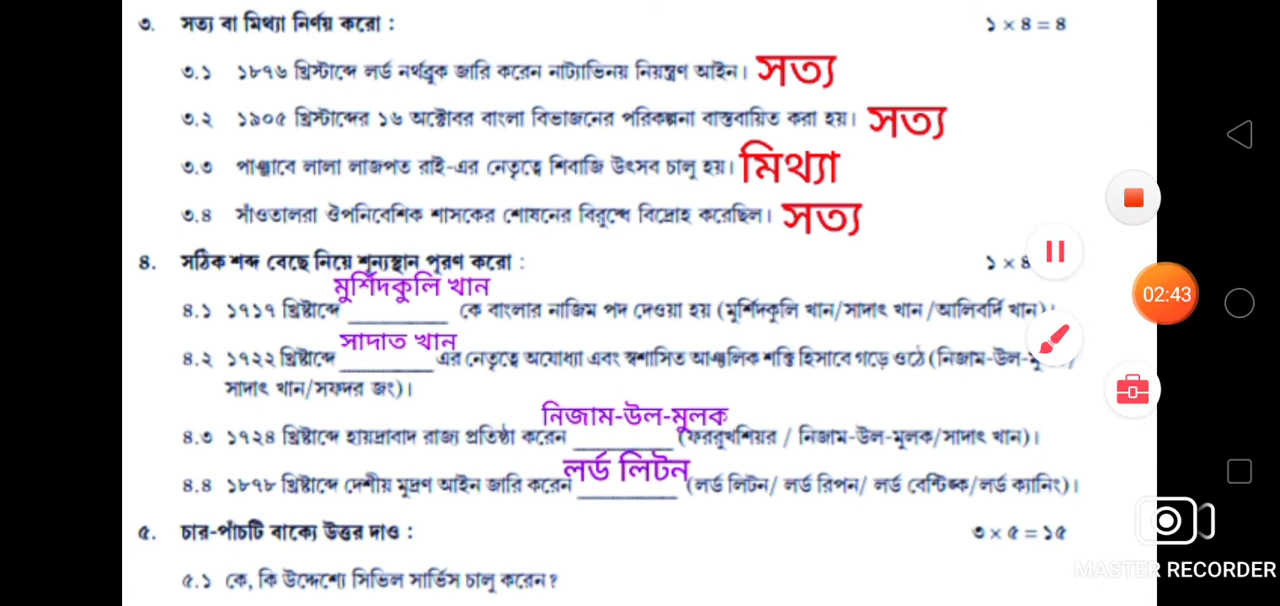 ৩. সত্য বা মিথ্যা নির্ণয় করো : ১ × ৪ = ৪
৩.১ ১৮৭৬ খ্রিস্টাব্দে লর্ড নর্থব্রুক জারি করেন নাট্যাভিনয় নিয়ন্ত্রণ আইন। সত্য
৩.২ ১৯০৫ খ্রিস্টাব্দের ১৬ অক্টোবর বাংলা বিভাজনের পরিকল্পনা বাস্তবায়িত করা হয়। সত্য
৩.৩ পাঞ্জাবে লালা লাজপত রাই-এর নেতৃত্বে শিবাজি উৎসব চালু হয়। মিথ্যা
৩.৪ সাঁওতালরা ঔপনিবেশিক শাসকের শোষনের বিরুদ্ধে বিদ্রোহ করেছিল। সত্য
৪. সঠিক শব্দ বেছে নিয়ে শূন্যস্থান পূরণ করো : ১ × ৪
মুর্শিদকুলি খান
৪.১ ১৭১৭ খ্রিষ্টাব্দে ________ কে বাংলার নাজিম পদ দেওয়া হয় (মুর্শিদকুলি খান/সাদাৎ খান /আলিবর্দি খান)।
সাদাত খান
৪.২ ১৭২২ খ্রিষ্টাব্দে ________ এর নেতৃত্বে অযোধ্যা এবং স্বশাসিত আঞ্চলিক শক্তি হিসাবে গড়ে ওঠে (নিজাম-উল-
সাদাৎ খান/সফদর জং)।
নিজাম-উল-মুলক
৪.৩ ১৭২৪ খ্রিষ্টাব্দে হায়দ্রাবাদ রাজ্য প্রতিষ্ঠা করেন ________ (ফররুখশিয়র / নিজাম-উল-মুলক/সাদাৎ খান)।
লর্ড লিটন
৪.৪ ১৮৭৮ খ্রিষ্টাব্দে দেশীয় মুদ্রণ আইন জারি করেন ________ (লর্ড লিটন/ লর্ড রিপন/ লর্ড বেন্টিঙ্ক/লর্ড ক্যানিং)।
৫. চার-পাঁচটি বাক্যে উত্তর দাও : ৩ × ৫ = ১৫
৫.১ কে, কি উদ্দেশ্যে সিভিল সার্ভিস চালু করেন?
02:43
MASTER RECORDER